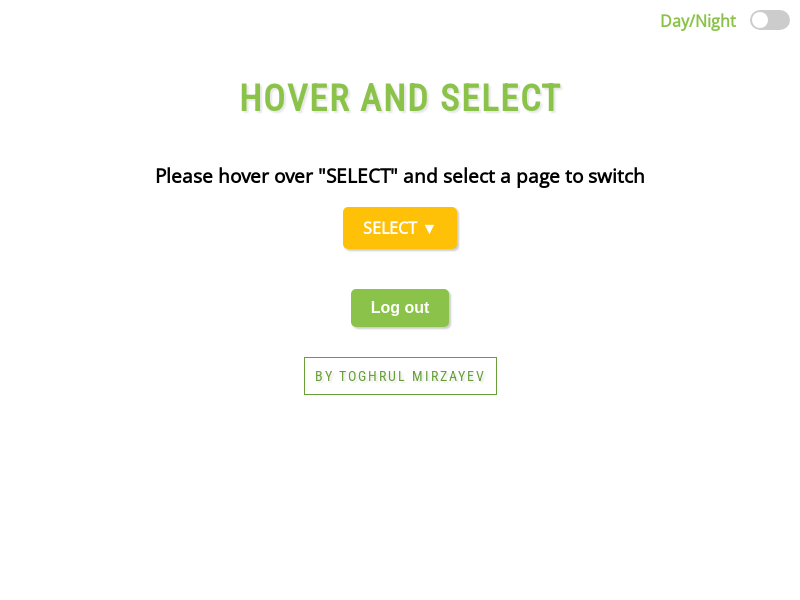 Day/Night
HOVER AND SELECT
Please hover over "SELECT" and select a page to switch
SELECT ▼
Log out
BY TOGHRUL MIRZAYEV